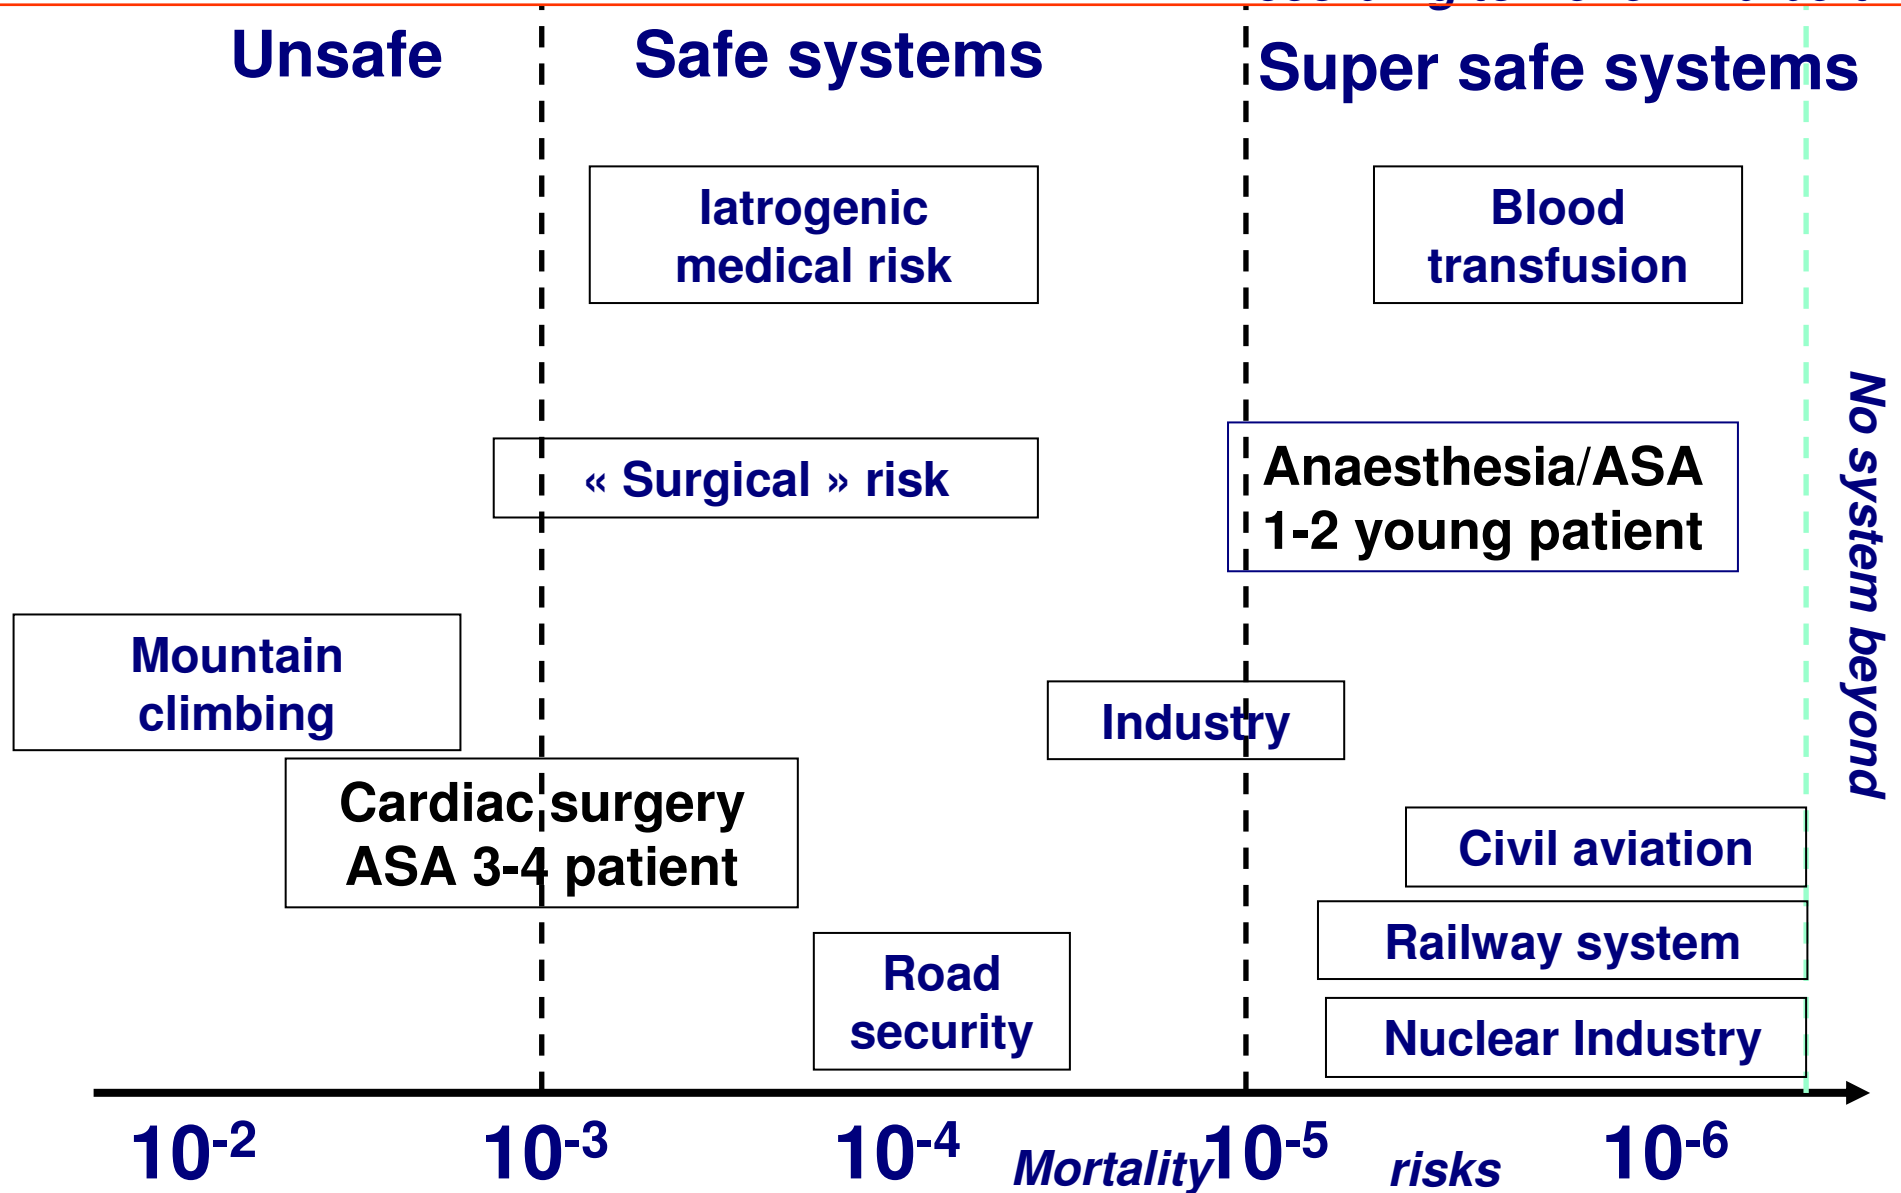 Unsafe
Safe systems
Super safe systems
Iatrogenic
medical risk
Blood
transfusion
« Surgical » risk
Anaesthesia/ASA
1-2 young patient
No system beyond
Mountain
climbing
Industry
Cardiac surgery
ASA 3-4 patient
Civil aviation
Railway system
Road
security
Nuclear Industry
10-2
10-3
10-4
Mortality
10-5
risks
10-6